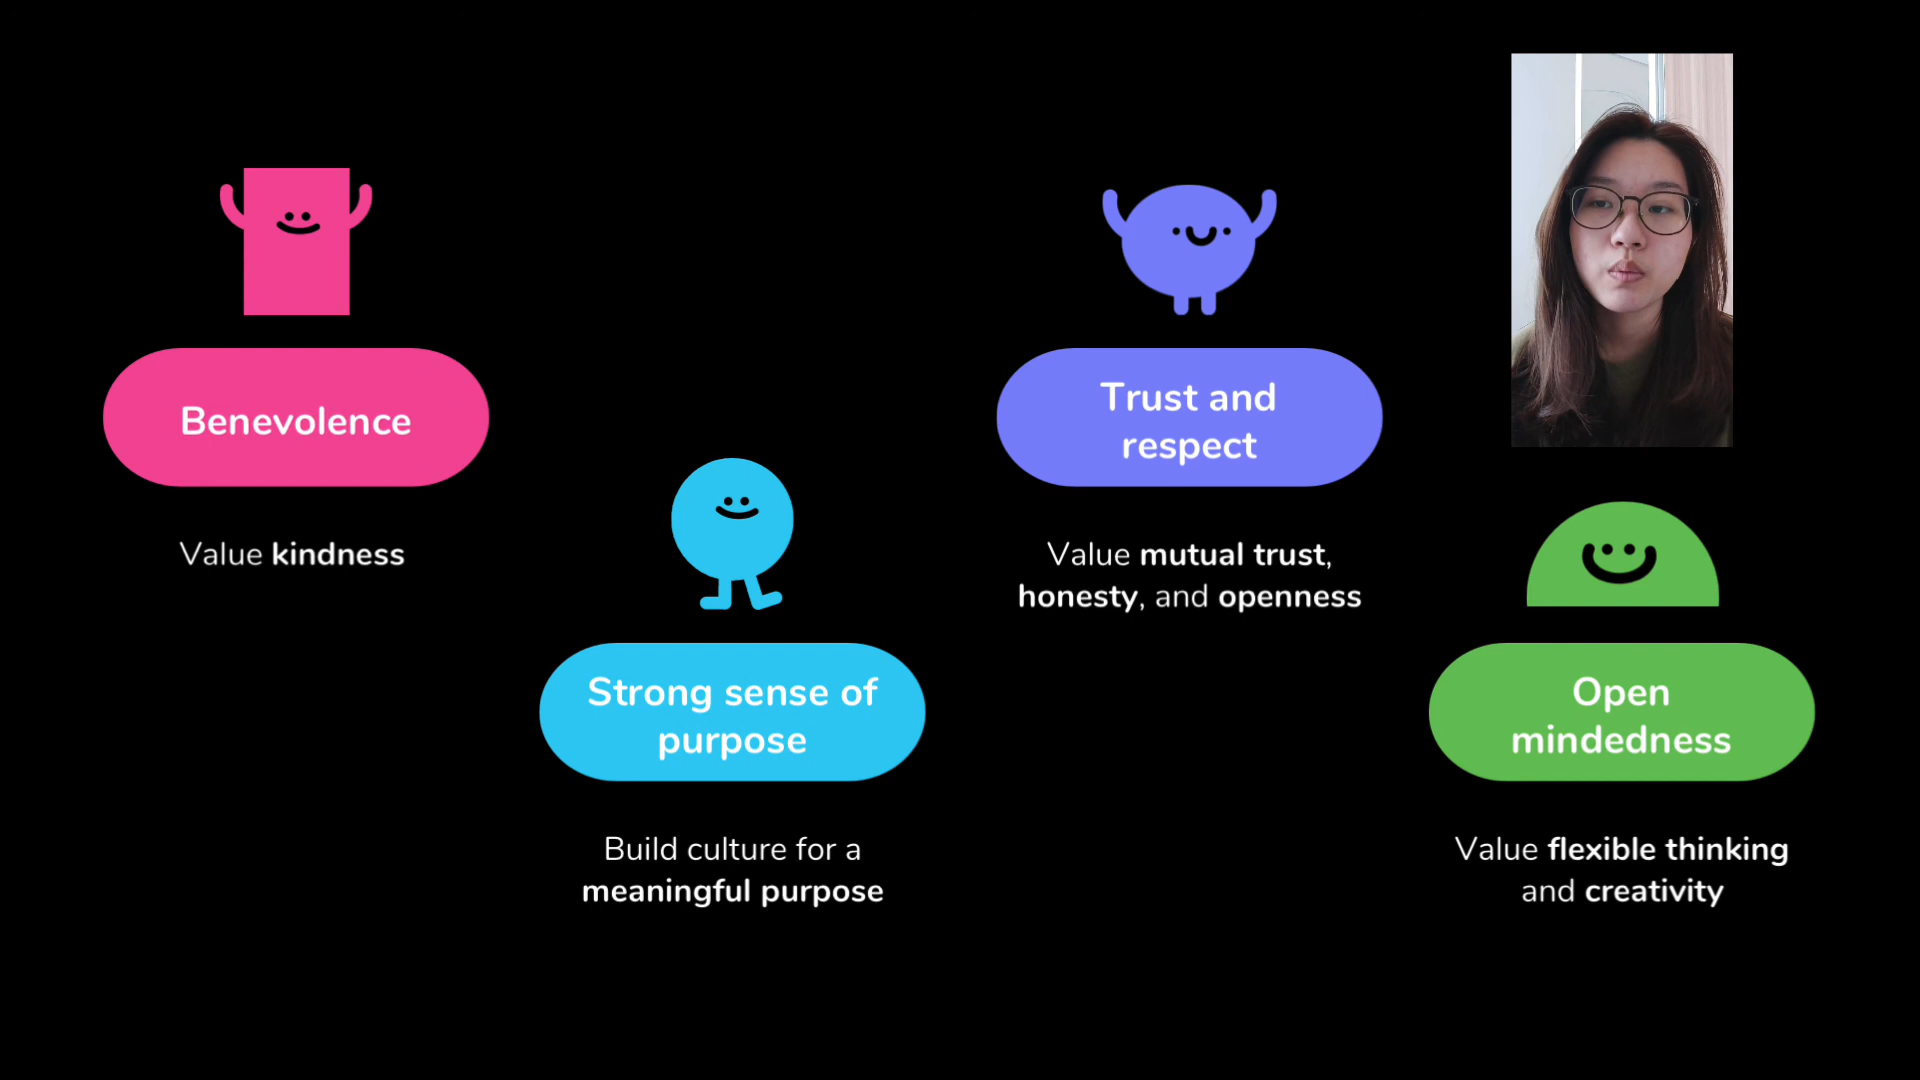 Benevolence
Value kindness
Strong sense of
purpose
Build culture for a
meaningful purpose
Trust and
respect
Value mutual trust,
honesty, and openness
Open
mindedness
Value flexible thinking
and creativity